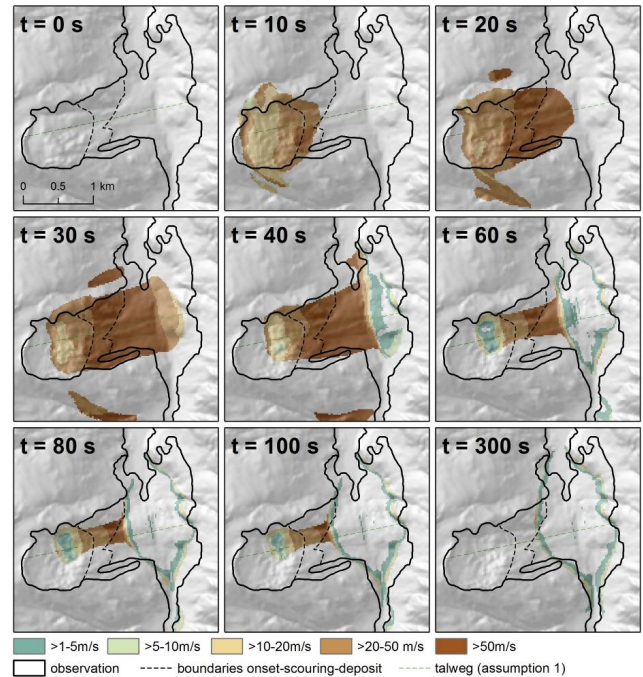 t = 0 s
t = 10 s
t = 20 s
0 0.5 1 km
t = 30 s
t = 40 s
t = 60 s
t = 80 s
t = 100 s
t = 300 s
>1-5m/s >5-10m/s >10-20m/s >20-50 m/s >50m/s
observation boundaries onset-scouring-deposit talweg (assumption 1)